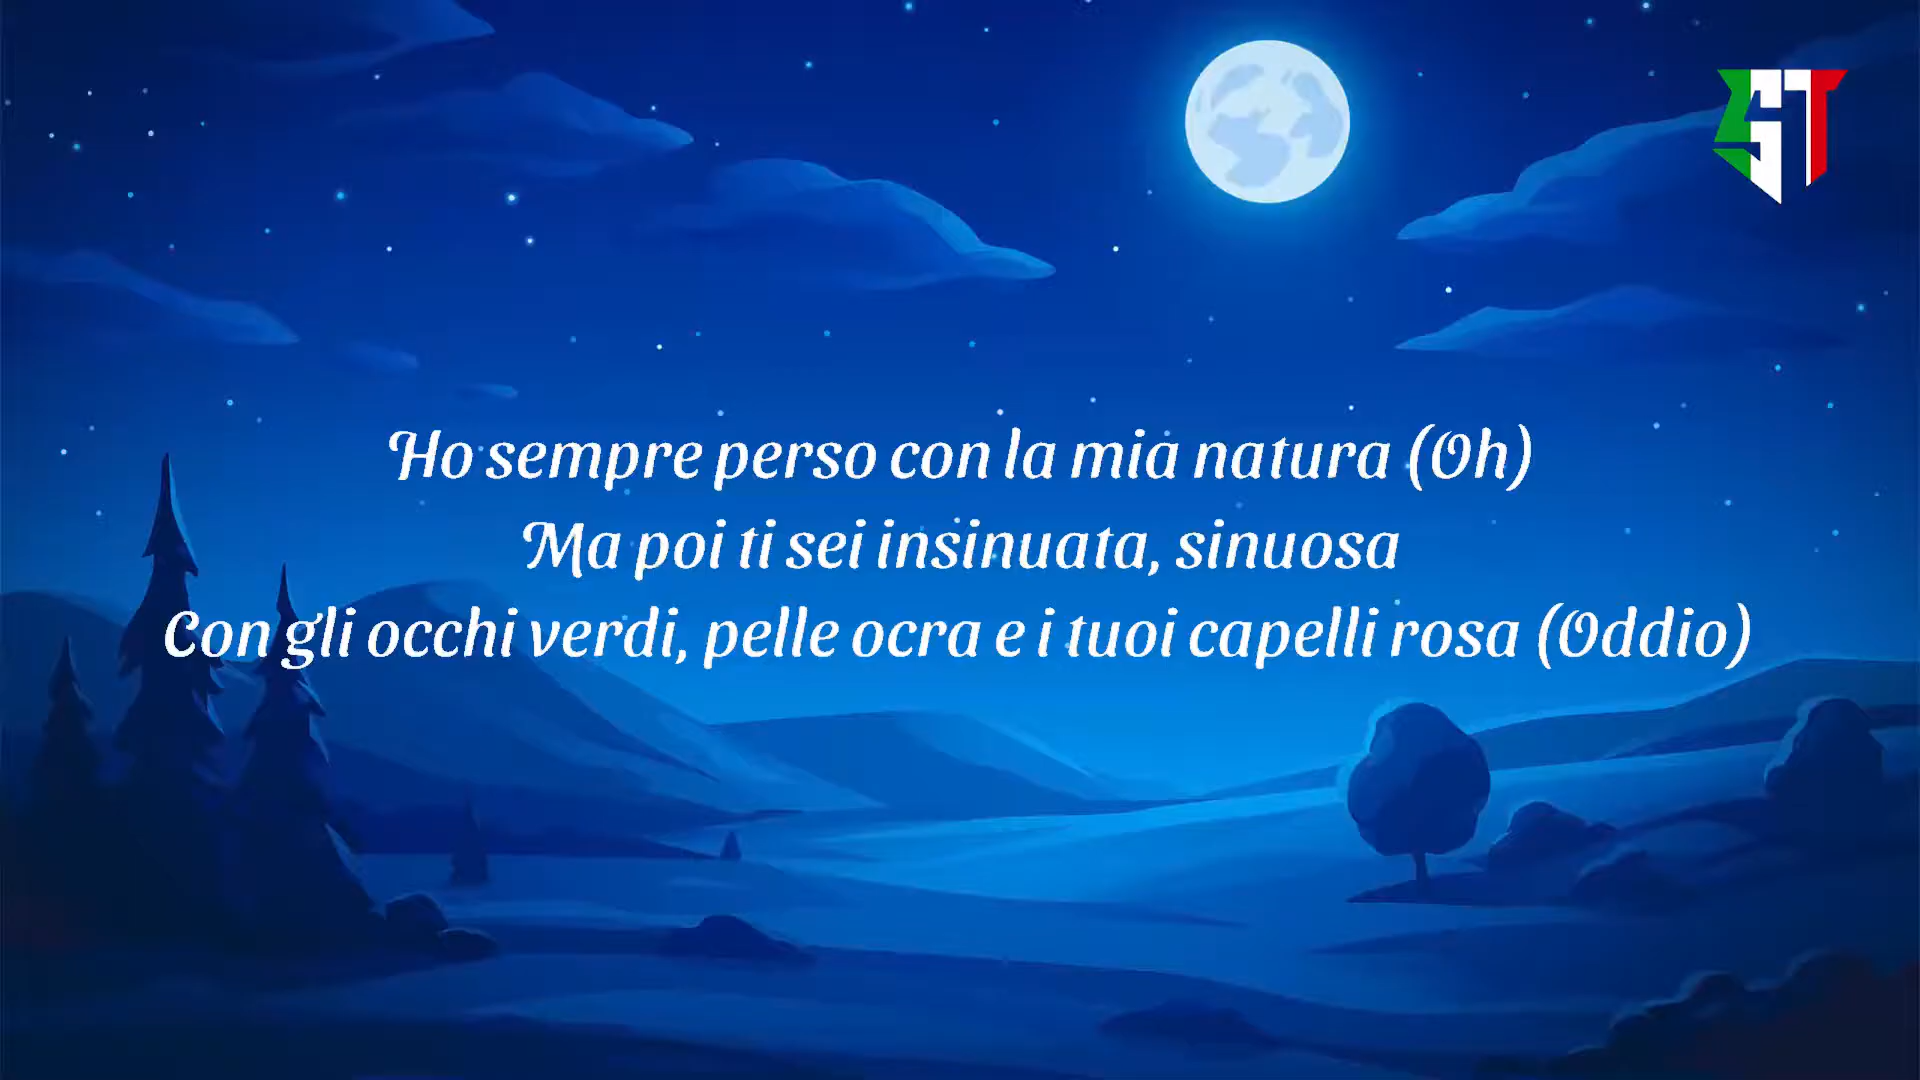 ST
Ho sempre perso con la mia natura (Oh)
Ma poi ti sei insinuata, sinuosa
Con gli occhi verdi, pelle ocra e i tuoi capelli rosa (Oddio)